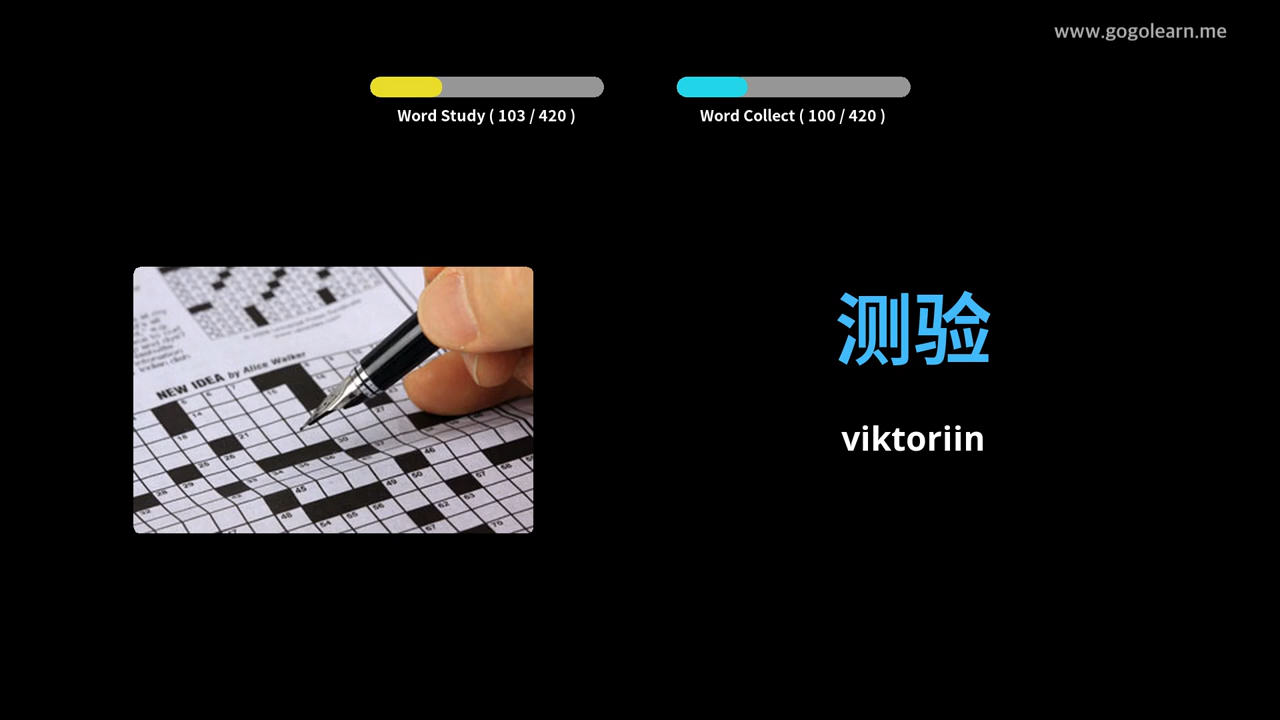 www.gogolearn.me
Word Study ( 103 / 420 )
Word Collect ( 100 / 420 )
NEW IDEA by Alice Walker
测验
viktoriin